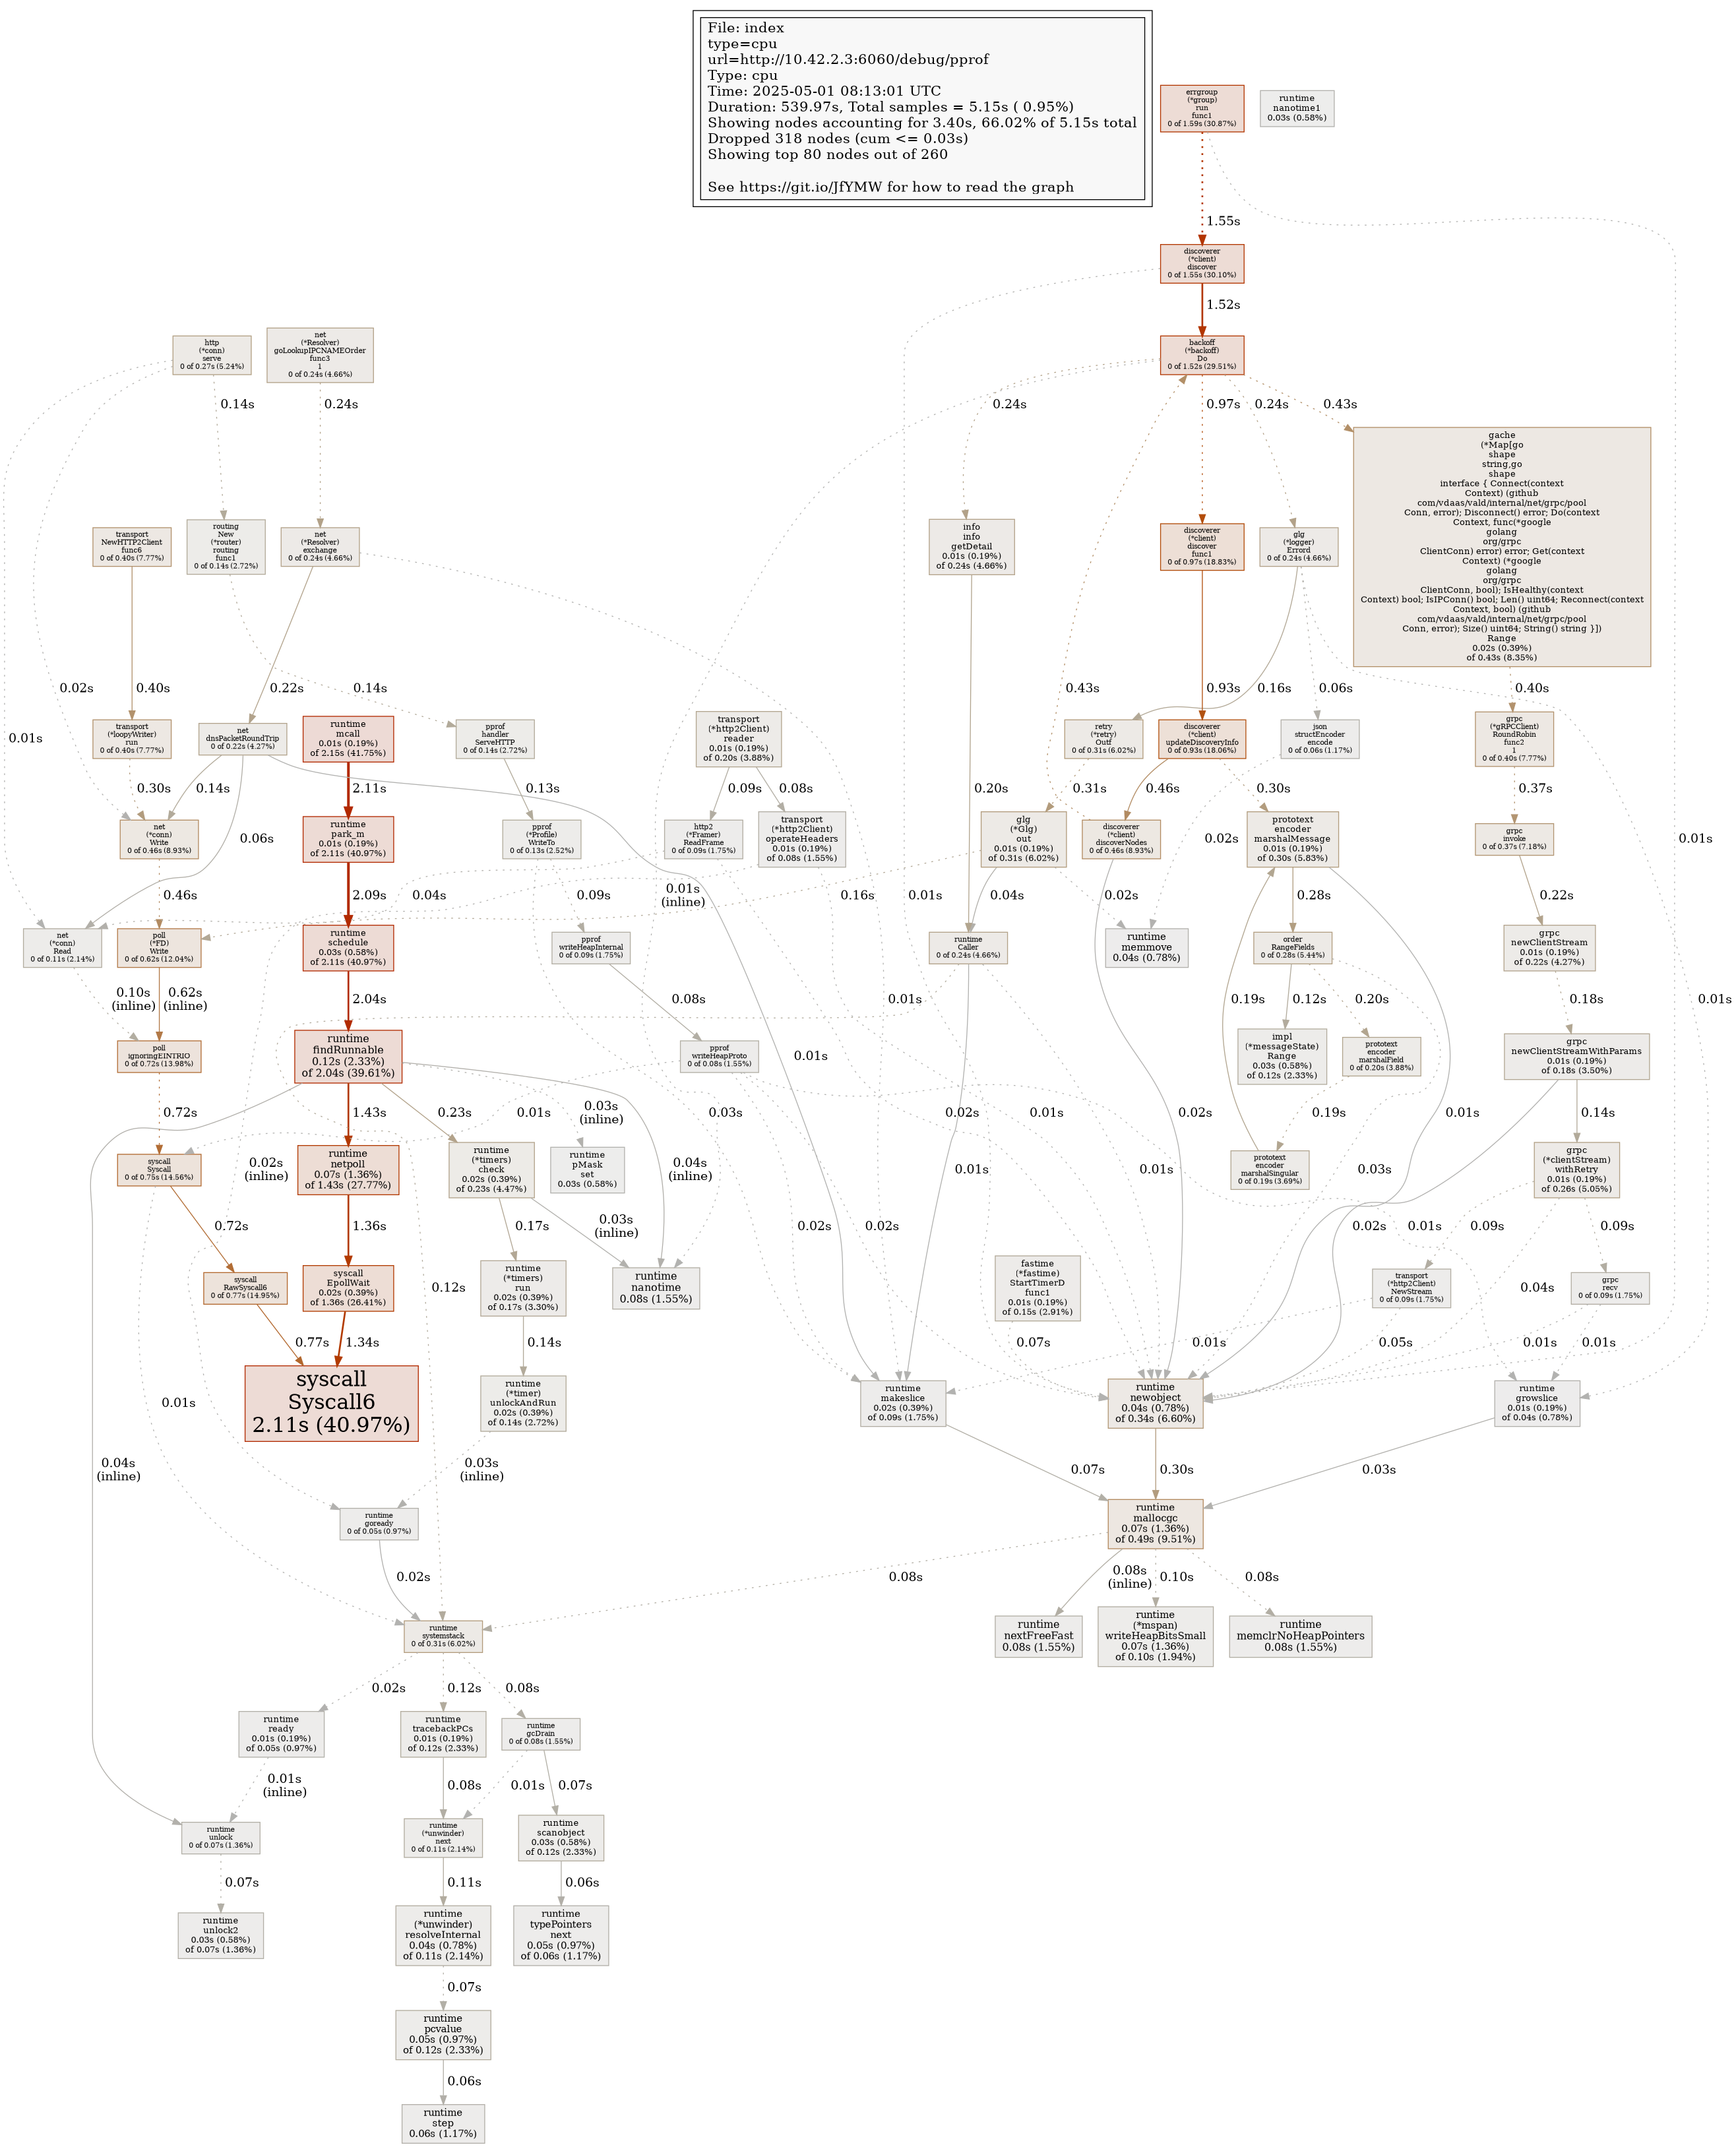 File: index
type=cpu
url=http://10.42.2.3:6060/debug/pprof
Type: cpu
Time: 2025-05-01 08:13:01 UTC
Duration: 539.97s, Total samples = 5.15s ( 0.95%)
Showing nodes accounting for 3.40s, 66.02% of 5.15s total
Dropped 318 nodes (cum <= 0.03s)
Showing top 80 nodes out of 260
See https://git.io/JfYMW for how to read the graph
errgroup
(*group)
run
func1
0 of 1.59s (30.87%)
runtime
nanotime1
0.03s (0.58%)
1.55s
discoverer
(*client)
discover
0 of 1.55s (30.10%)
1.52s
http
(*conn)
serve
0 of 0.27s (5.24%)
net
(*Resolver)
goLookupIPCNAMEOrder
func3
1
0 of 0.24s (4.66%)
backoff
(*backoff)
Do
0 of 1.52s (29.51%)
0.14s
0.24s
0.24s
0.97s
0.24s
0.43s
transport
NewHTTP2Client
func6
0 of 0.40s (7.77%)
routing
New
(*router)
routing
func1
0 of 0.14s (2.72%)
net
(*Resolver)
exchange
0 of 0.24s (4.66%)
info
info
getDetail
0.01s (0.19%)
of 0.24s (4.66%)
discoverer
(*client)
discover
func1
0 of 0.97s (18.83%)
glg
(*logger)
Errord
0 of 0.24s (4.66%)
gache
(*Map[go
shape
string,go
shape
interface { Connect(context
Context) (github
com/vdaas/vald/internal/net/grpc/pool
Conn, error); Disconnect() error; Do(context
Context, func(*google
golang
org/grpc
ClientConn) error) error; Get(context
Context) (*google
golang
org/grpc
ClientConn, bool); IsHealthy(context
Context) bool; IsIPConn() bool; Len() uint64; Reconnect(context
Context, bool) (github
com/vdaas/vald/internal/net/grpc/pool
Conn, error); Size() uint64; String() string }])
Range
0.02s (0.39%)
of 0.43s (8.35%)
0.02s
0.40s
0.22s
0.14s
0.43s
0.93s
0.16s
0.06s
0.40s
0.01s
transport
(*loopyWriter)
run
0 of 0.40s (7.77%)
net
dnsPacketRoundTrip
0 of 0.22s (4.27%)
runtime
mcall
0.01s (0.19%)
of 2.15s (41.75%)
pprof
handler
ServeHTTP
0 of 0.14s (2.72%)
transport
(*http2Client)
reader
0.01s (0.19%)
of 0.20s (3.88%)
retry
(*retry)
Outf
0 of 0.31s (6.02%)
discoverer
(*client)
updateDiscoveryInfo
0 of 0.93s (18.06%)
json
structEncoder
encode
0 of 0.06s (1.17%)
grpc
(*gRPCClient)
RoundRobin
func2
1
0 of 0.40s (7.77%)
0.30s
0.14s
2.11s
0.13s
0.09s
0.08s
0.20s
0.31s
0.46s
0.30s
0.37s
net
(*conn)
Write
0 of 0.46s (8.93%)
0.06s
runtime
park_m
0.01s (0.19%)
of 2.11s (40.97%)
pprof
(*Profile)
WriteTo
0 of 0.13s (2.52%)
http2
(*Framer)
ReadFrame
0 of 0.09s (1.75%)
transport
(*http2Client)
operateHeaders
0.01s (0.19%)
of 0.08s (1.55%)
glg
(*Glg)
out
0.01s (0.19%)
of 0.31s (6.02%)
discoverer
(*client)
discoverNodes
0 of 0.46s (8.93%)
0.02s
prototext
encoder
marshalMessage
0.01s (0.19%)
of 0.30s (5.83%)
grpc
invoke
0 of 0.37s (7.18%)
0.01s
0.46s
2.09s
0.04s
0.09s
0.01s
(inline)
0.16s
0.01s
0.04s
0.02s
0.28s
0.22s
net
(*conn)
Read
0 of 0.11s (2.14%)
poll
(*FD)
Write
0 of 0.62s (12.04%)
runtime
schedule
0.03s (0.58%)
of 2.11s (40.97%)
pprof
writeHeapInternal
0 of 0.09s (1.75%)
runtime
Caller
0 of 0.24s (4.66%)
runtime
memmove
0.04s (0.78%)
order
RangeFields
0 of 0.28s (5.44%)
grpc
newClientStream
0.01s (0.19%)
of 0.22s (4.27%)
0.10s
(inline)
0.62s
(inline)
2.04s
0.08s
0.01s
0.19s
0.12s
0.20s
0.18s
0.01s
poll
ignoringEINTRIO
0 of 0.72s (13.98%)
runtime
findRunnable
0.12s (2.33%)
of 2.04s (39.61%)
pprof
writeHeapProto
0 of 0.08s (1.55%)
0.01s
impl
(*messageState)
Range
0.03s (0.58%)
of 0.12s (2.33%)
prototext
encoder
marshalField
0 of 0.20s (3.88%)
grpc
newClientStreamWithParams
0.01s (0.19%)
of 0.18s (3.50%)
0.72s
1.43s
0.23s
0.01s
0.03s
(inline)
0.03s
0.02s
0.01s
0.02s
0.19s
0.01s
0.14s
syscall
Syscall
0 of 0.75s (14.56%)
0.02s
(inline)
runtime
netpoll
0.07s (1.36%)
of 1.43s (27.77%)
runtime
(*timers)
check
0.02s (0.39%)
of 0.23s (4.47%)
runtime
pMask
set
0.03s (0.58%)
0.04s
(inline)
0.01s
0.01s
prototext
encoder
marshalSingular
0 of 0.19s (3.69%)
0.03s
grpc
(*clientStream)
withRetry
0.01s (0.19%)
of 0.26s (5.05%)
0.72s
1.36s
0.17s
0.03s
(inline)
0.02s
0.02s
0.02s
0.01s
0.09s
0.09s
syscall
RawSyscall6
0 of 0.77s (14.95%)
syscall
EpollWait
0.02s (0.39%)
of 1.36s (26.41%)
0.12s
runtime
(*timers)
run
0.02s (0.39%)
of 0.17s (3.30%)
runtime
nanotime
0.08s (1.55%)
fastime
(*fastime)
StartTimerD
func1
0.01s (0.19%)
of 0.15s (2.91%)
transport
(*http2Client)
NewStream
0 of 0.09s (1.75%)
0.04s
grpc
recv
0 of 0.09s (1.75%)
0.77s
1.34s
0.14s
0.07s
0.01s
0.05s
0.01s
0.01s
0.01s
syscall
Syscall6
2.11s (40.97%)
runtime
(*timer)
unlockAndRun
0.02s (0.39%)
of 0.14s (2.72%)
runtime
makeslice
0.02s (0.39%)
of 0.09s (1.75%)
runtime
newobject
0.04s (0.78%)
of 0.34s (6.60%)
runtime
growslice
0.01s (0.19%)
of 0.04s (0.78%)
0.04s
(inline)
0.03s
(inline)
0.07s
0.30s
0.03s
runtime
goready
0 of 0.05s (0.97%)
runtime
mallocgc
0.07s (1.36%)
of 0.49s (9.51%)
0.02s
0.08s
0.08s
(inline)
0.10s
0.08s
runtime
systemstack
0 of 0.31s (6.02%)
runtime
nextFreeFast
0.08s (1.55%)
runtime
(*mspan)
writeHeapBitsSmall
0.07s (1.36%)
of 0.10s (1.94%)
runtime
memclrNoHeapPointers
0.08s (1.55%)
0.02s
0.12s
0.08s
runtime
ready
0.01s (0.19%)
of 0.05s (0.97%)
runtime
tracebackPCs
0.01s (0.19%)
of 0.12s (2.33%)
runtime
gcDrain
0 of 0.08s (1.55%)
0.01s
(inline)
0.08s
0.01s
0.07s
runtime
unlock
0 of 0.07s (1.36%)
runtime
(*unwinder)
next
0 of 0.11s (2.14%)
runtime
scanobject
0.03s (0.58%)
of 0.12s (2.33%)
0.07s
0.11s
0.06s
runtime
unlock2
0.03s (0.58%)
of 0.07s (1.36%)
runtime
(*unwinder)
resolveInternal
0.04s (0.78%)
of 0.11s (2.14%)
runtime
typePointers
next
0.05s (0.97%)
of 0.06s (1.17%)
0.07s
runtime
pcvalue
0.05s (0.97%)
of 0.12s (2.33%)
0.06s
runtime
step
0.06s (1.17%)